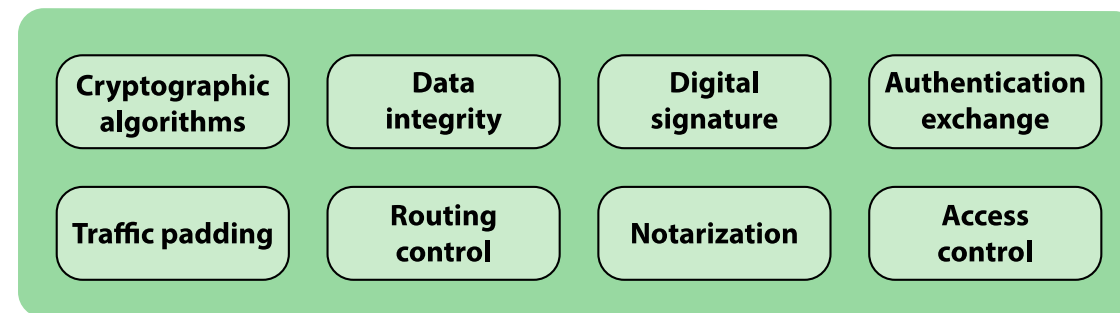 Cryptographic
algorithms
Data
integrity
Digital
signature
Authentication
exchange
Traffic padding
Routing
control
Notarization
Access
control